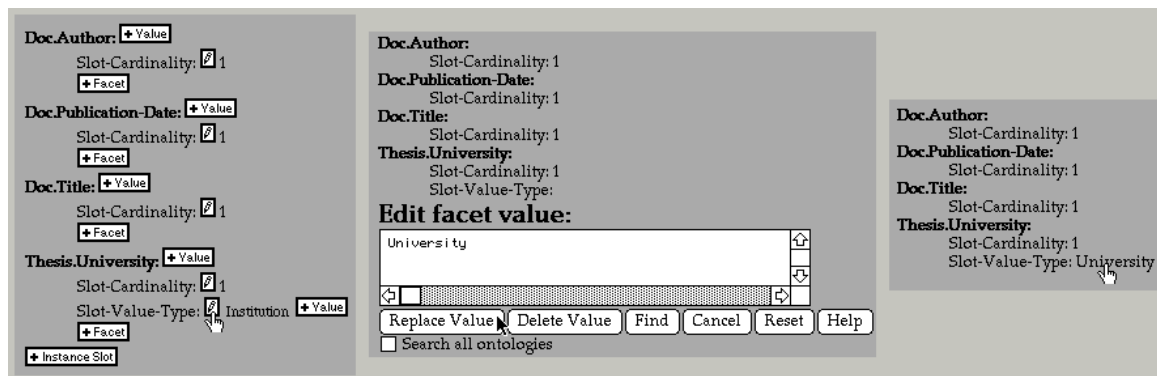 Doc.Author: + Value
Slot-Cardinality: 1
+ Facet
Doc.Publication-Date: + Value
Slot-Cardinality: 1
+ Facet
Doc.Title: + Value
Slot-Cardinality: 1
+ Facet
Thesis.University: + Value
Slot-Cardinality: 1
Slot-Value-Type: Institution + Value
+ Facet
+ Instance Slot
Doc.Author:
Slot-Cardinality: 1
Doc.Publication-Date:
Slot-Cardinality: 1
Doc.Title:
Slot-Cardinality: 1
Thesis.University:
Slot-Cardinality: 1
Slot-Value-Type:
Edit facet value:
University
Replace Value Delete Value Find Cancel Reset Help
Search all ontologies
Doc.Author:
Slot-Cardinality: 1
Doc.Publication-Date:
Slot-Cardinality: 1
Doc.Title:
Slot-Cardinality: 1
Thesis.University:
Slot-Cardinality: 1
Slot-Value-Type: University